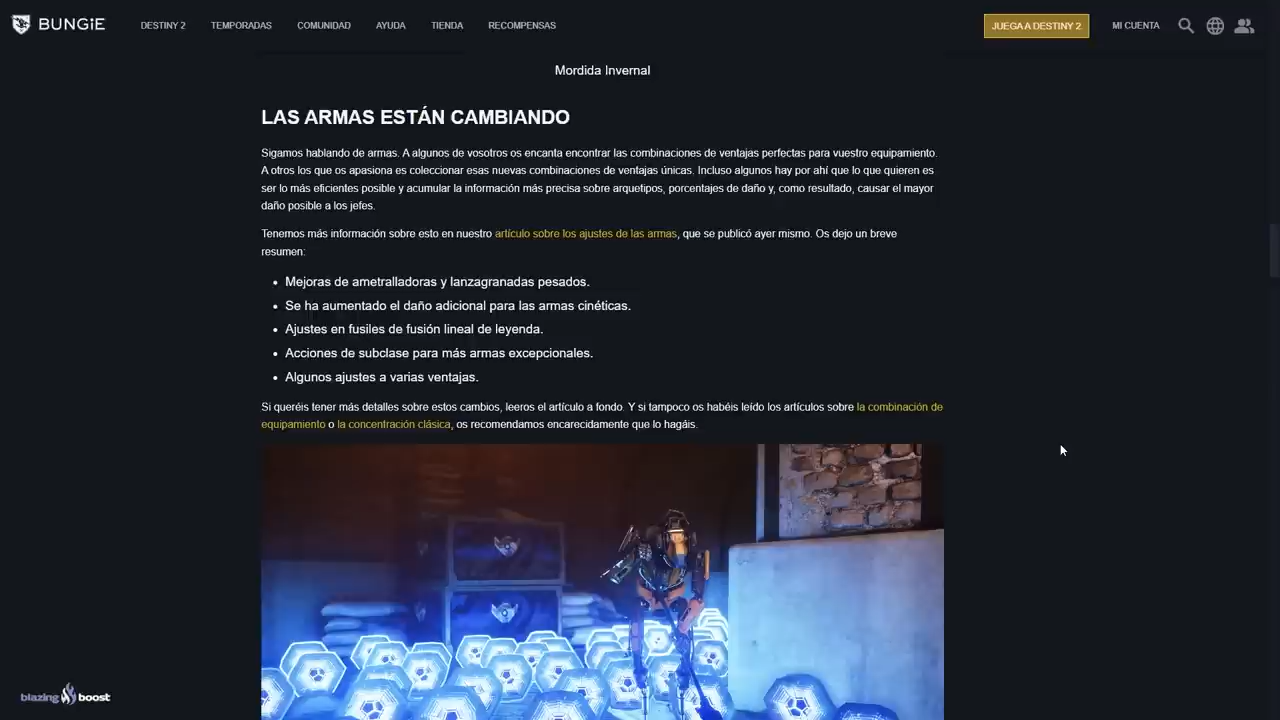 BUNGiE
DESTINY 2
TEMPORADAS
COMUNIDAD
AYUDA
TIENDA
RECOMPENSAS
JUEGA A DESTINY 2
MI CUENTA
Mordida Invernal
LAS ARMAS ESTÁN CAMBIANDO
Sigamos hablando de armas. A algunos de vosotros os encanta encontrar las combinaciones de ventajas perfectas para vuestro equipamiento.
A otros los que os apasiona es coleccionar esas nuevas combinaciones de ventajas únicas. Incluso algunos hay por ahí que lo que quieren es
ser lo más eficientes posible y acumular la información más precisa sobre arquetipos, porcentajes de daño y, como resultado, causar el mayor
daño posible a los jefes.
Tenemos más información sobre esto en nuestro artículo sobre los ajustes de las armas, que se publicó ayer mismo. Os dejo un breve
resumen:
• Mejoras de ametralladoras y lanzagranadas pesados.
• Se ha aumentado el daño adicional para las armas cinéticas.
• Ajustes en fusiles de fusión lineal de leyenda.
• Acciones de subclase para más armas excepcionales.
• Algunos ajustes a varias ventajas.
Si queréis tener más detalles sobre estos cambios, leeros el artículo a fondo. Y si tampoco os habéis leído los artículos sobre la combinación de
equipamiento o la concentración clásica, os recomendamos encarecidamente que lo hagáis.
blazing boost